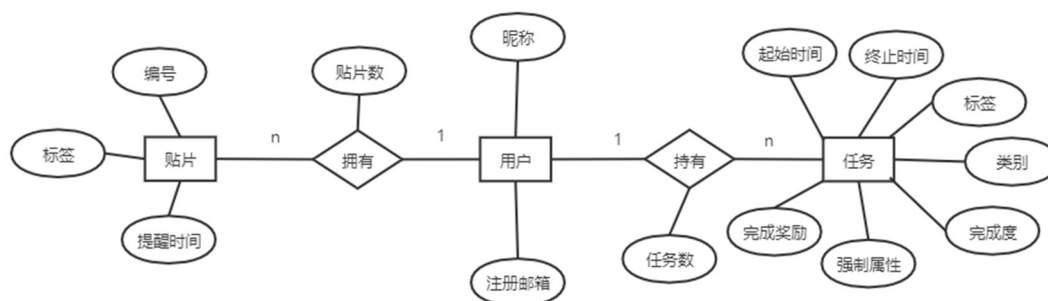 昵称
起始时间
终止时间
编号
贴片数
标签
标签
贴片
n
拥有
1
用户
1
持有
n
任务
类别
提醒时间
注册邮箱
任务数
完成奖励
强制属性
完成度